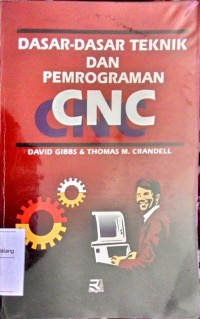 DASAR-DASAR TEKNIK
DAN
PEMROGRAMAN
CNC
DAVID GIBBS & THOMAS M. CRANDELL